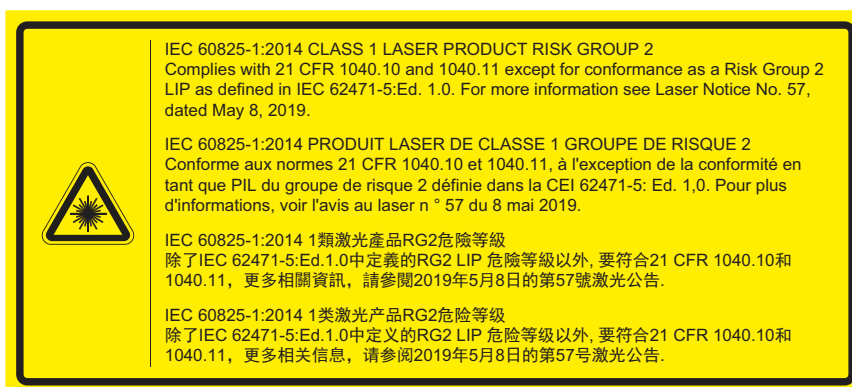 IEC 60825-1:2014 CLASS 1 LASER PRODUCT RISK GROUP 2
Complies with 21 CFR 1040.10 and 1040.11 except for conformance as a Risk Group 2
LIP as defined in IEC 62471-5:Ed. 1.0. For more information see Laser Notice No. 57,
dated May 8, 2019.
IEC 60825-1:2014 PRODUIT LASER DE CLASSE 1 GROUPE DE RISQUE 2
Conforme aux normes 21 CFR 1040.10 et 1040.11, à l'exception de la conformité en
tant que PIL du groupe de risque 2 définie dans la CEI 62471-5: Ed. 1,0. Pour plus
d'informations, voir l'avis au laser n ° 57 du 8 mai 2019.
IEC 60825-1:2014 1類激光產品RG2危險等級
除了IEC 62471-5:Ed.1.0中定義的RG2 LIP 危險等級以外, 要符合21 CFR 1040.10和
1040.11，更多相關資訊，請參閱2019年5月8日的第57號激光公告.
IEC 60825-1:2014 1类激光产品RG2危险等级
除了IEC 62471-5:Ed.1.0中定义的RG2 LIP 危险等级以外, 要符合21 CFR 1040.10和
1040.11，更多相关信息，请参阅2019年5月8日的第57号激光公告.